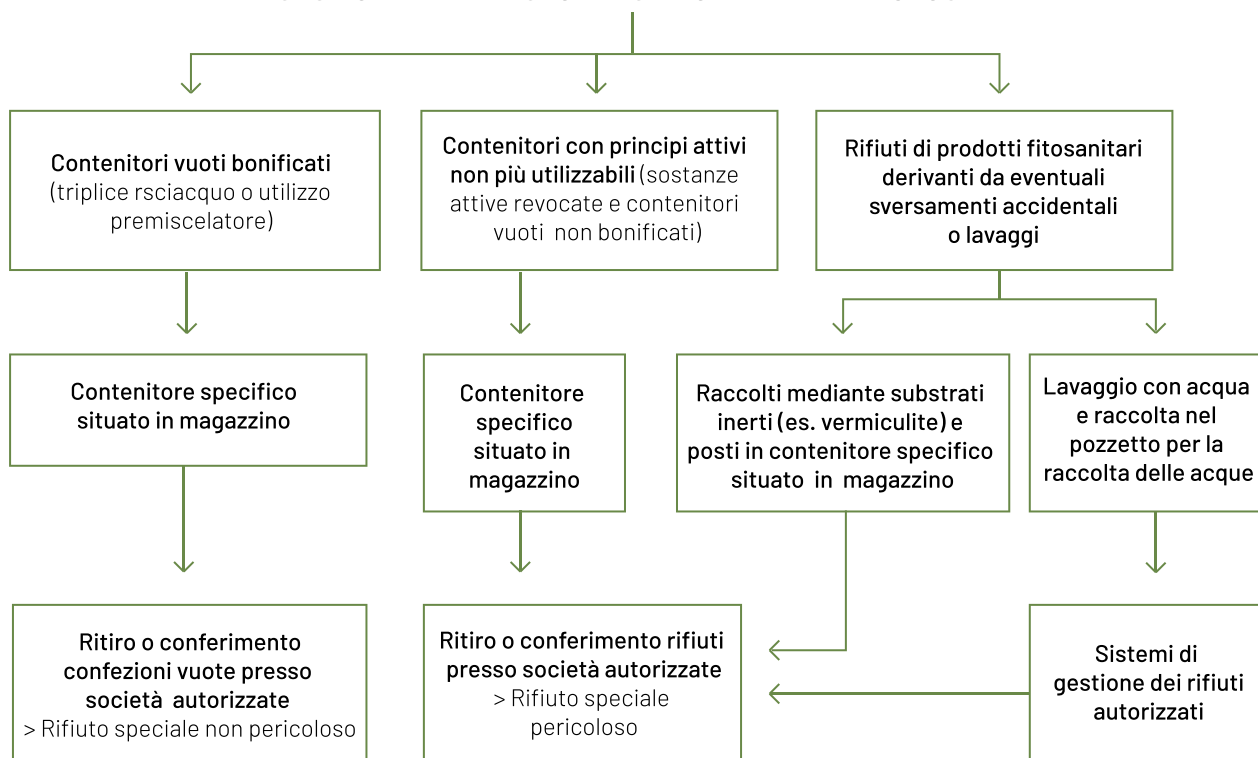 Contenitori vuoti bonificati
(triplice rsciacquo o utilizzo
premiscelatore)
Contenitori con principi attivi
non più utilizzabili (sostanze
attive revocate e contenitori
vuoti non bonificati)
Rifiuti di prodotti fitosanitari
derivanti da eventuali
sversamenti accidentali
o lavaggi
Contenitore specifico
situato in magazzino
Contenitore
specifico
situato in
magazzino
Raccolti mediante substrati
inerti (es. vermiculite) e
posti in contenitore specifico
situato in magazzino
Lavaggio con acqua
e raccolta nel
pozzetto per la
raccolta delle acque
Ritiro o conferimento
confezioni vuote presso
società autorizzate
> Rifiuto speciale non pericoloso
Ritiro o conferimento rifiuti
presso società autorizzate
> Rifiuto speciale
pericoloso
Sistemi di
gestione dei rifiuti
autorizzati